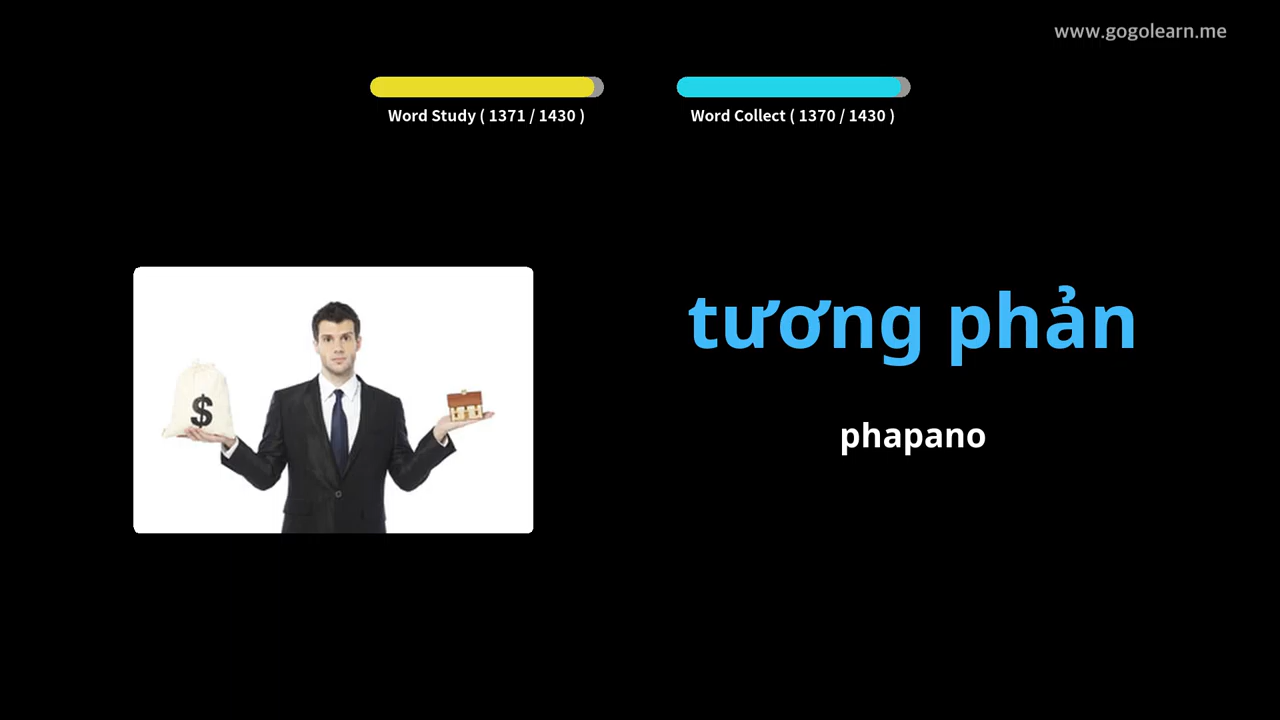 www.gogolearn.me
Word Study ( 1371 / 1430 )
Word Collect ( 1370 / 1430 )
$
tương phản
phapano